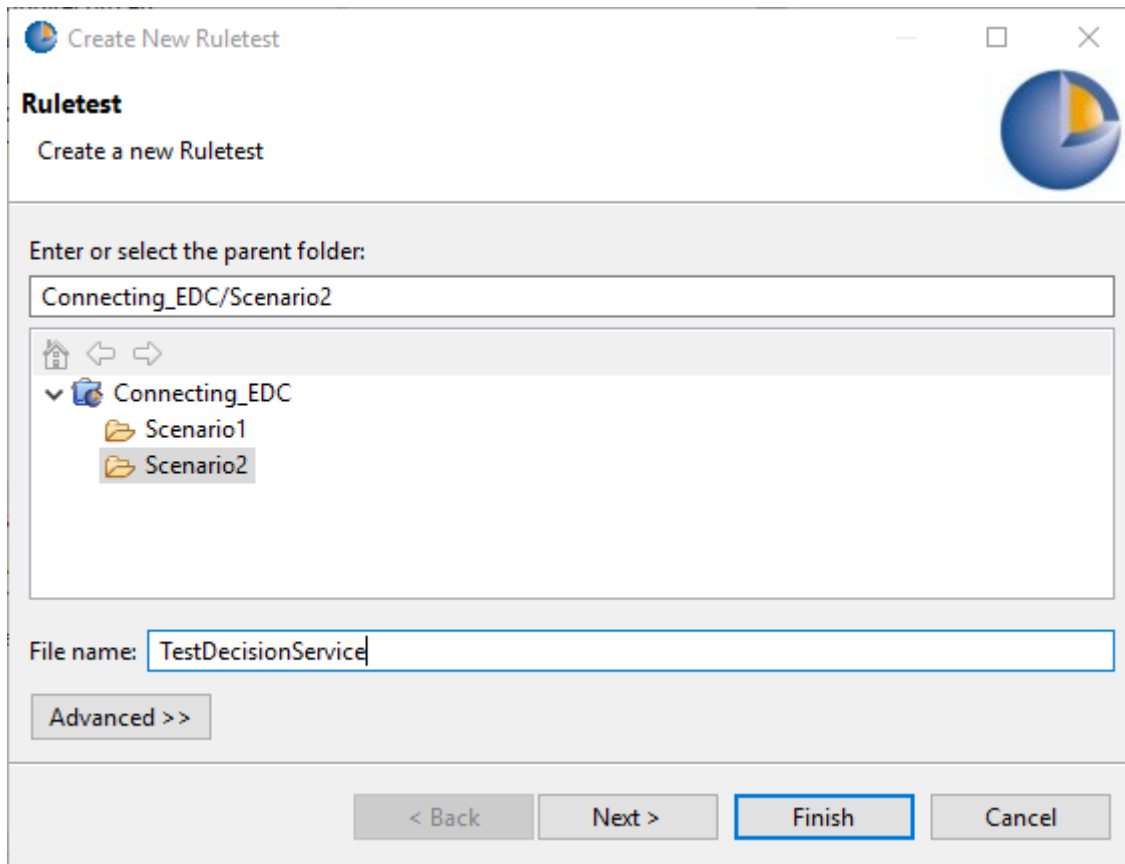 Create New Ruletest
Ruletest
Create a new Ruletest
Enter or select the parent folder:
Connecting_EDC/Scenario2
Connecting_EDC
Scenario1
Scenario2
File name: TestDecisionService
Advanced >>
< Back Next > Finish Cancel